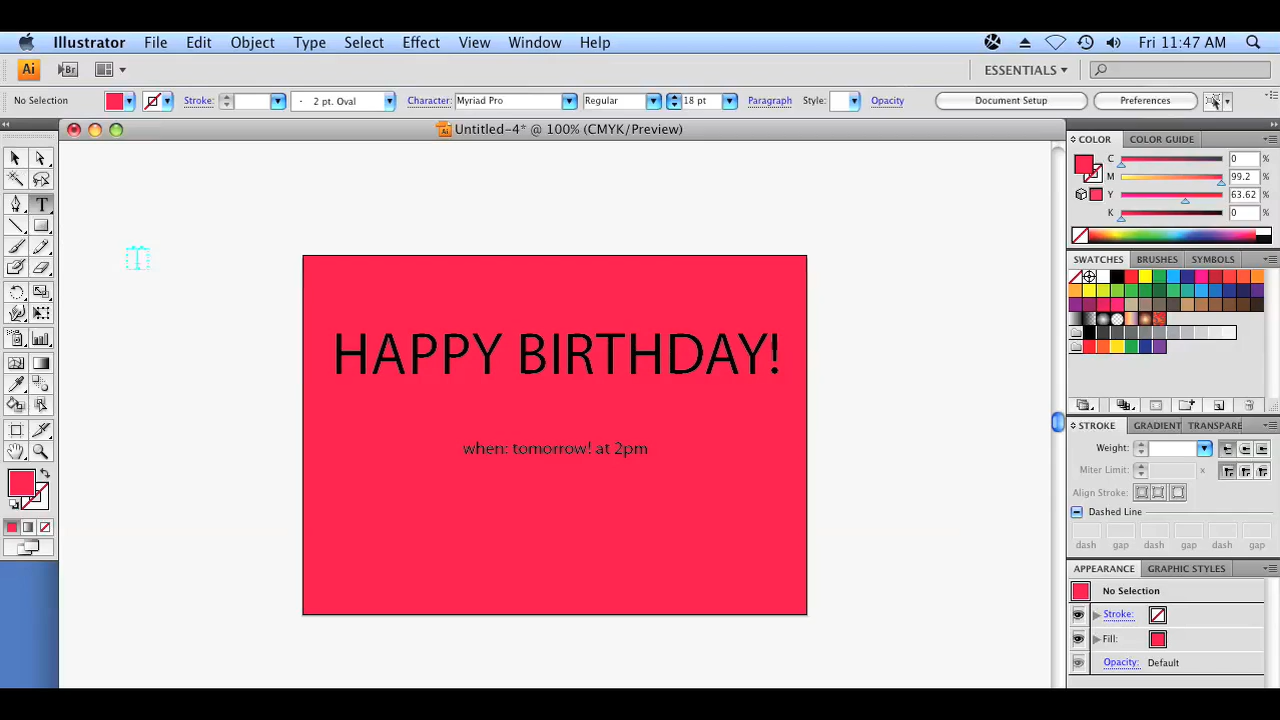 Illustrator File Edit Object Type Select Effect View Window Help Fri 11:47 AM
Ai Br ESSENTIALS
No Selection Stroke: 2 pt. Oval Character: Myriad Pro Regular 18 pt Paragraph Style: Opacity Document Setup Preferences
Untitled-4* @ 100% (CMYK/Preview)
COLOR COLOR GUIDE
C 0 %
M 99.2 %
Y 63.62 %
K 0 %
SWATCHES BRUSHES SYMBOLS
HAPPY BIRTHDAY!
when: tomorrow! at 2pm
STROKE GRADIENT TRANSPARE
Weight:
Miter Limit: x
Align Stroke:
Dashed Line
dash gap dash gap dash gap
APPEARANCE GRAPHIC STYLES
No Selection
Stroke:
Fill:
Opacity: Default